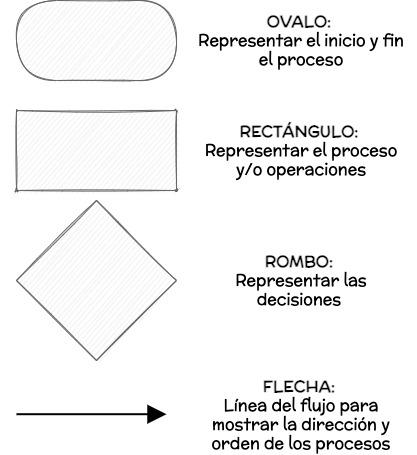 OVALO:
Representar el inicio y fin
el proceso
RECTÁNGULO:
Representar el proceso
y/o operaciones
ROMBO:
Representar las
decisiones
FLECHA:
Línea del flujo para
mostrar la dirección y
orden de los procesos